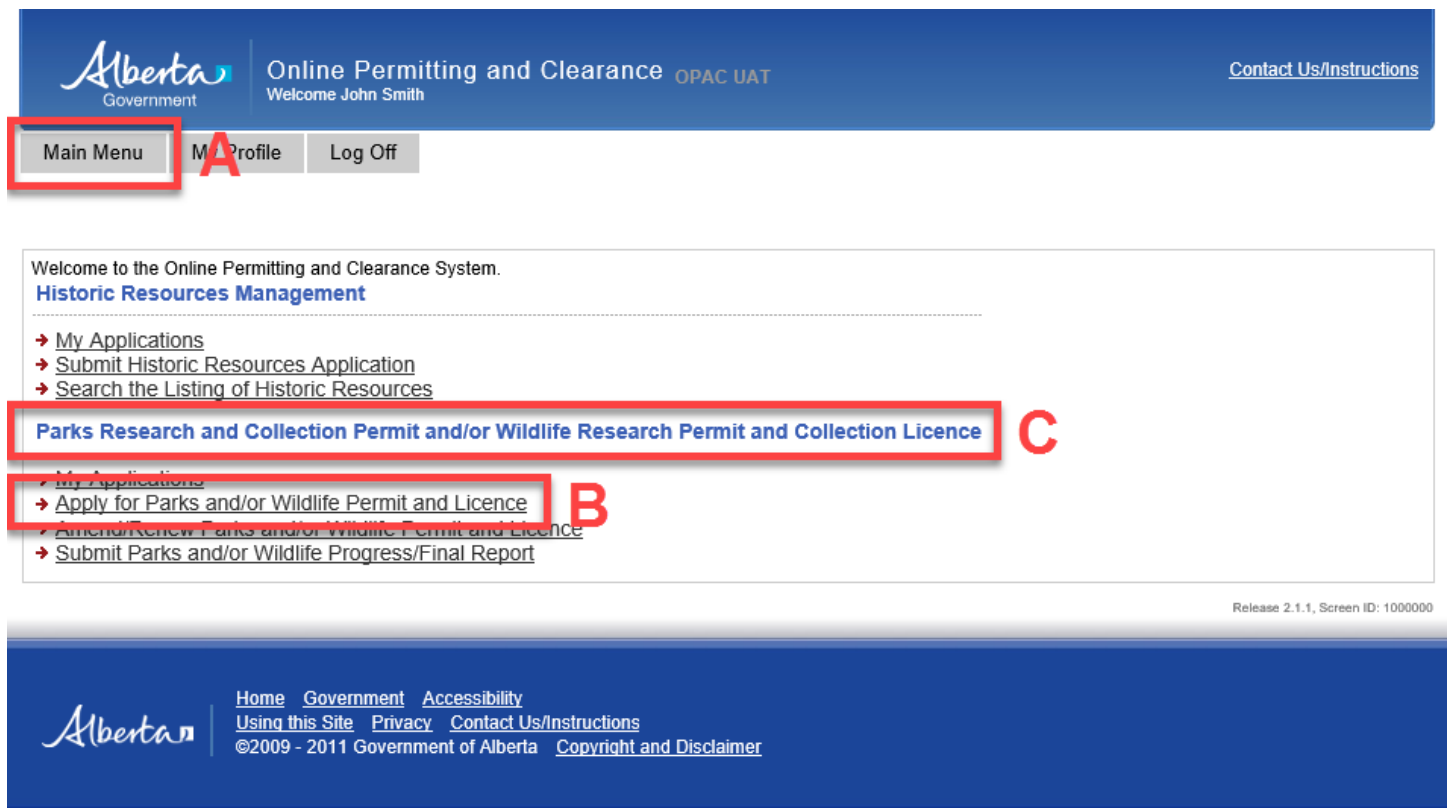 Alberta
Government
Online Permitting and Clearance OPAC UAT
Welcome John Smith
Contact Us/Instructions
Main Menu My Profile Log Off
A
Welcome to the Online Permitting and Clearance System.
Historic Resources Management
My Applications
Submit Historic Resources Application
Search the Listing of Historic Resources
Parks Research and Collection Permit and/or Wildlife Research Permit and Collection Licence
C
My Applications
Apply for Parks and/or Wildlife Permit and Licence
B
Amend/Renew Parks and/or Wildlife Permit and Licence
Submit Parks and/or Wildlife Progress/Final Report
Release 2.1.1, Screen ID: 1000000
Alberta
Home Government Accessibility
Using this Site Privacy Contact Us/Instructions
©2009 - 2011 Government of Alberta Copyright and Disclaimer